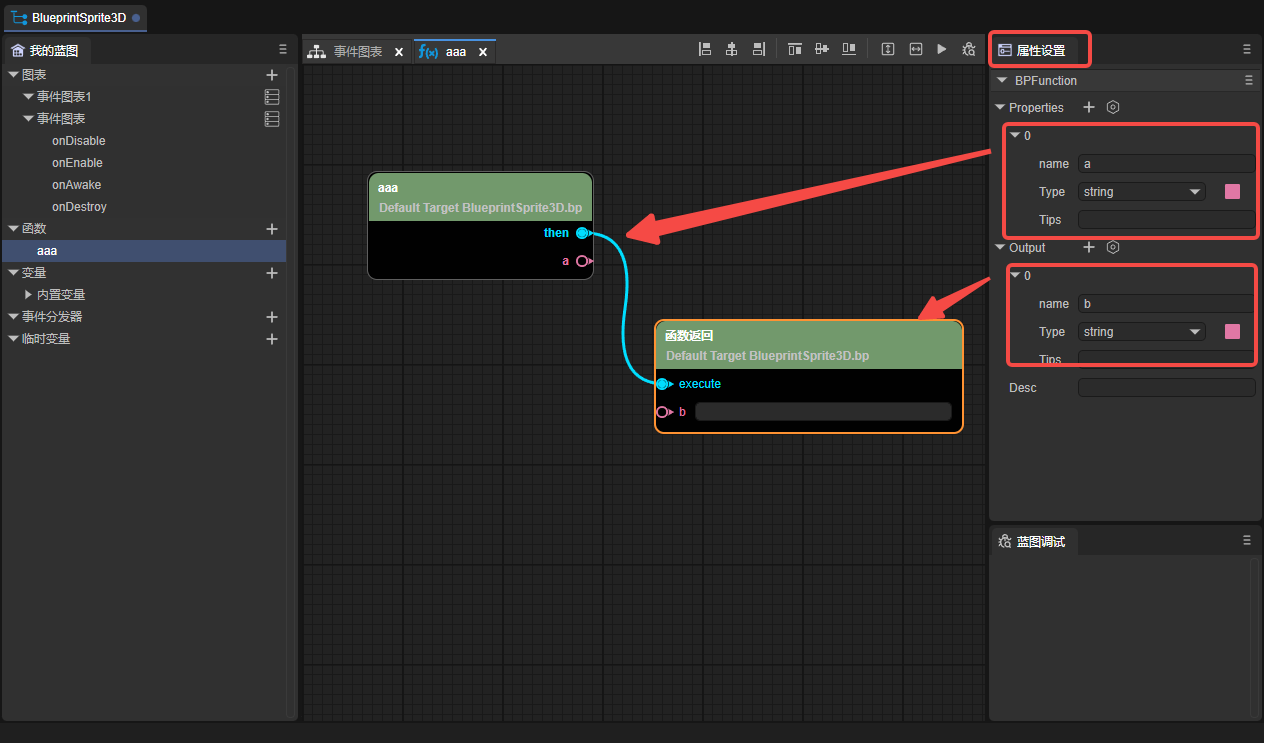 BlueprintSprite3D
我的蓝图
图表
事件图表1
事件图表
onDisable
onEnable
onAwake
onDestroy
函数
aaa
变量
内置变量
事件分发器
临时变量
事件图表
f(x) aaa
aaa
Default Target BlueprintSprite3D.bp
then
a
函数返回
Default Target BlueprintSprite3D.bp
execute
b
属性设置
BPFunction
Properties
0
name a
Type string
Tips
Output
0
name b
Type string
Tips
Desc
蓝图调试